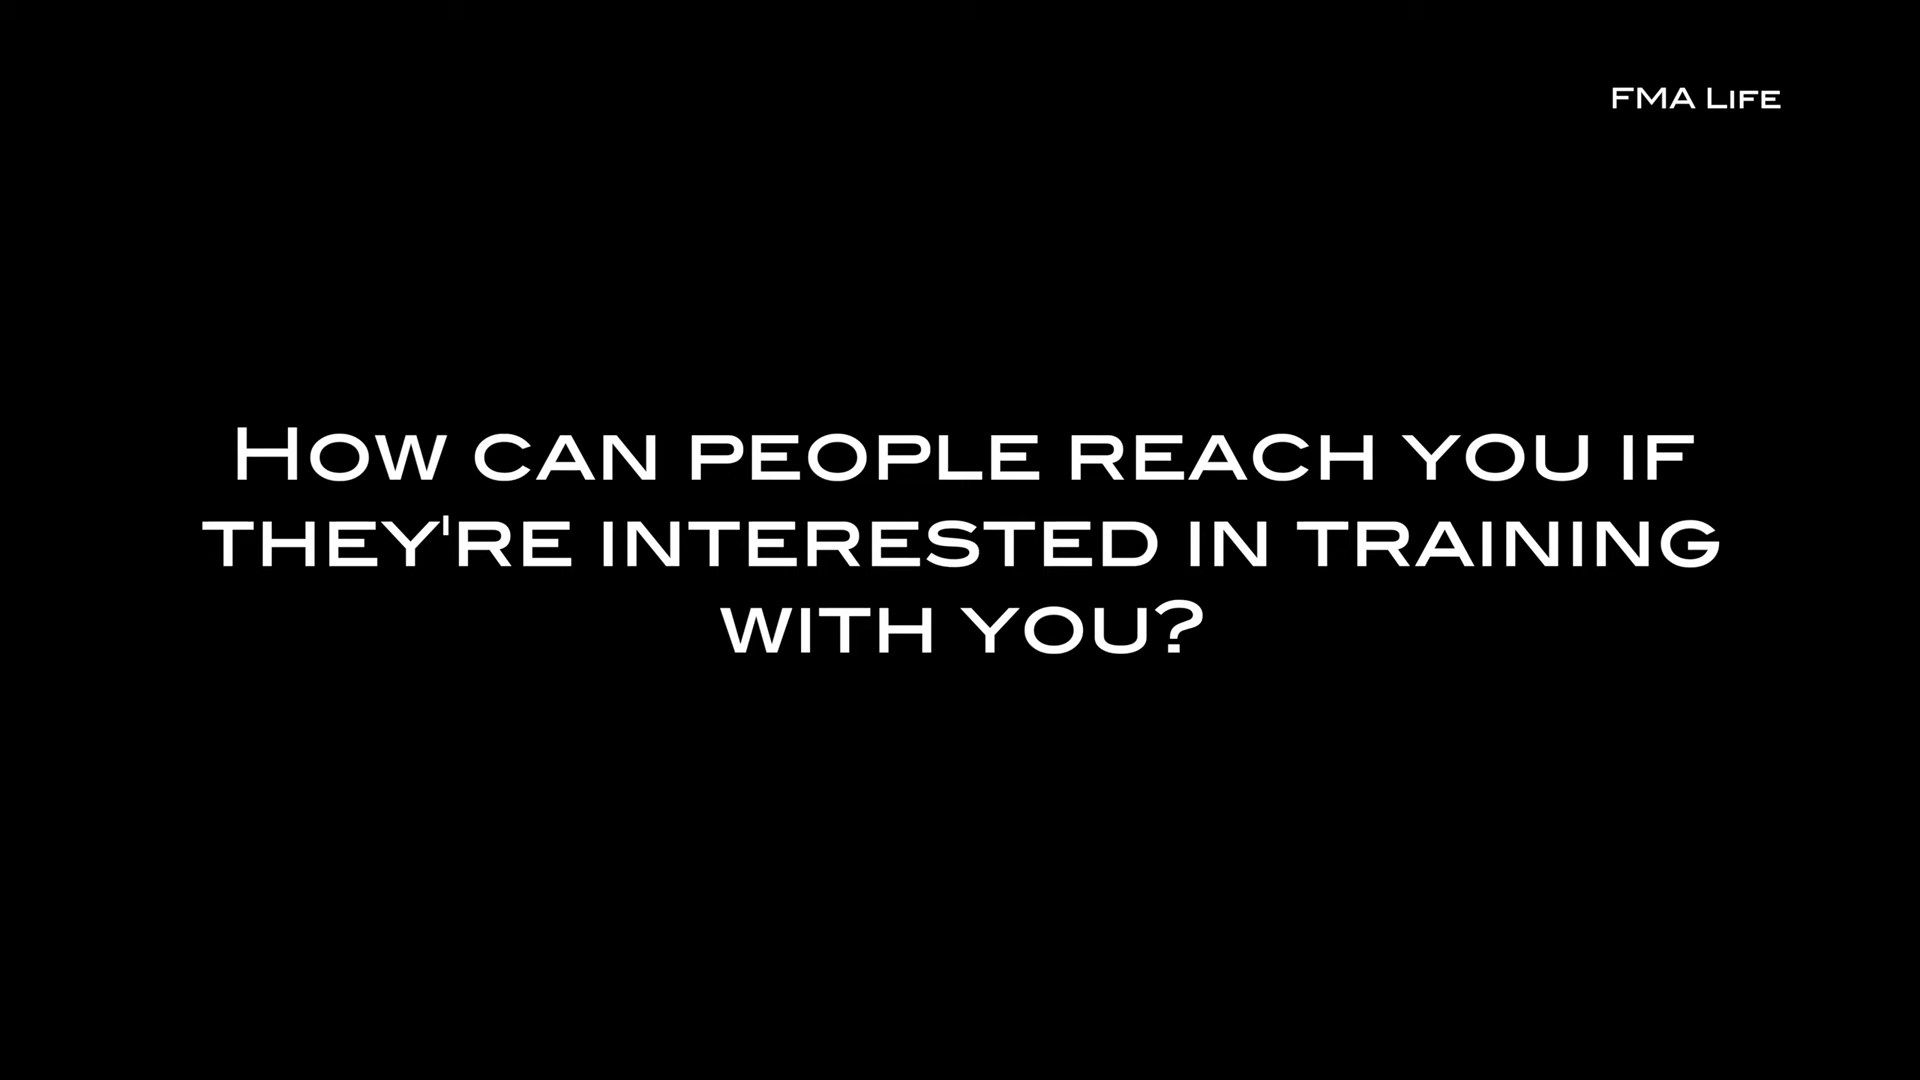 FMA Life
How can people reach you if
they're interested in training
with you?